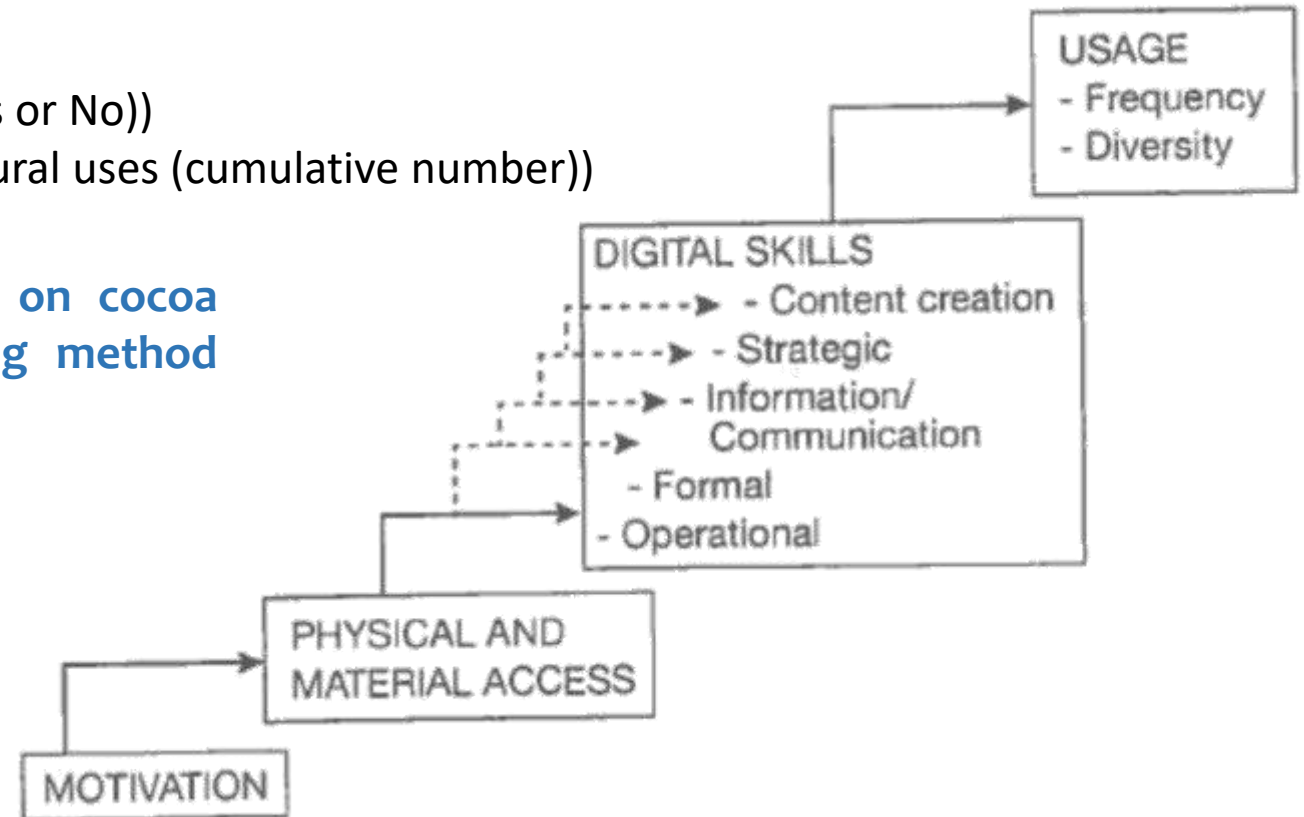 s or No))
ural uses (cumulative number))
on cocoa
g method
USAGE
- Frequency
- Diversity
DIGITAL SKILLS
- Content creation
- Strategic
- Information/
Communication
- Formal
- Operational
PHYSICAL AND
MATERIAL ACCESS
MOTIVATION